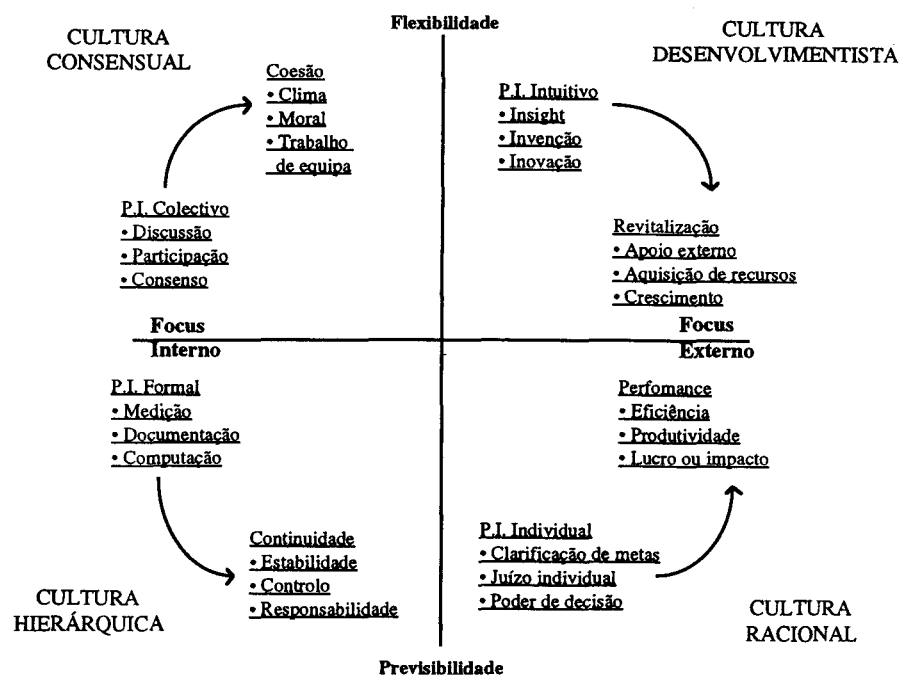 Flexibilidade
CULTURA
CONSENSUAL
CULTURA
DESENVOLVIMENTISTA
Coesão
• Clima
• Moral
• Trabalho
de equipa
P.I. Intuitivo
• Insight
• Invenção
• Inovação
P.I. Colectivo
• Discussão
• Participação
• Consenso
Revitalização
• Apoio externo
• Aquisição de recursos
• Crescimento
Focus
Interno
Focus
Externo
P.I. Formal
• Medição
• Documentação
• Computação
Perfomance
• Eficiência
• Produtividade
• Lucro ou impacto
Continuidade
• Estabilidade
• Controlo
• Responsabilidade
P.I. Individual
• Clarificação de metas
• Juízo individual
• Poder de decisão
CULTURA
HIERÁRQUICA
CULTURA
RACIONAL
Previsibilidade